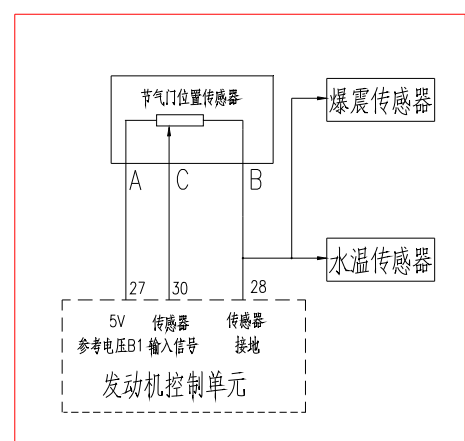 节气门位置传感器
爆震传感器
A C B
水温传感器
27 30 28
5V 传感器 传感器
参考电压B1 输入信号 接地
发动机控制单元